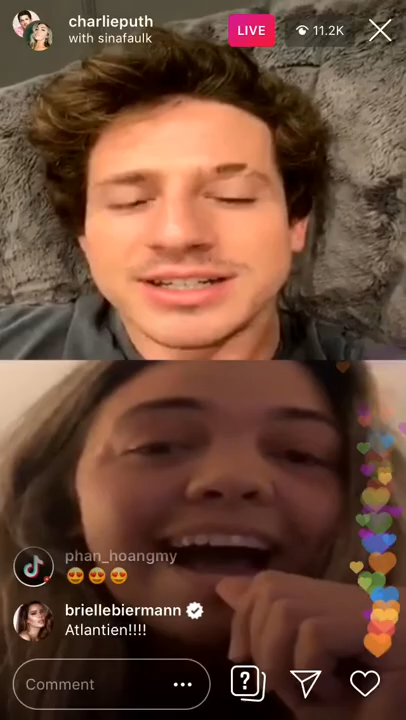 charlieputh
with sinafaulk
LIVE
11.2K
phan_hoangmy
😍😍😍
briellebiermann
Atlantien!!!!
Comment